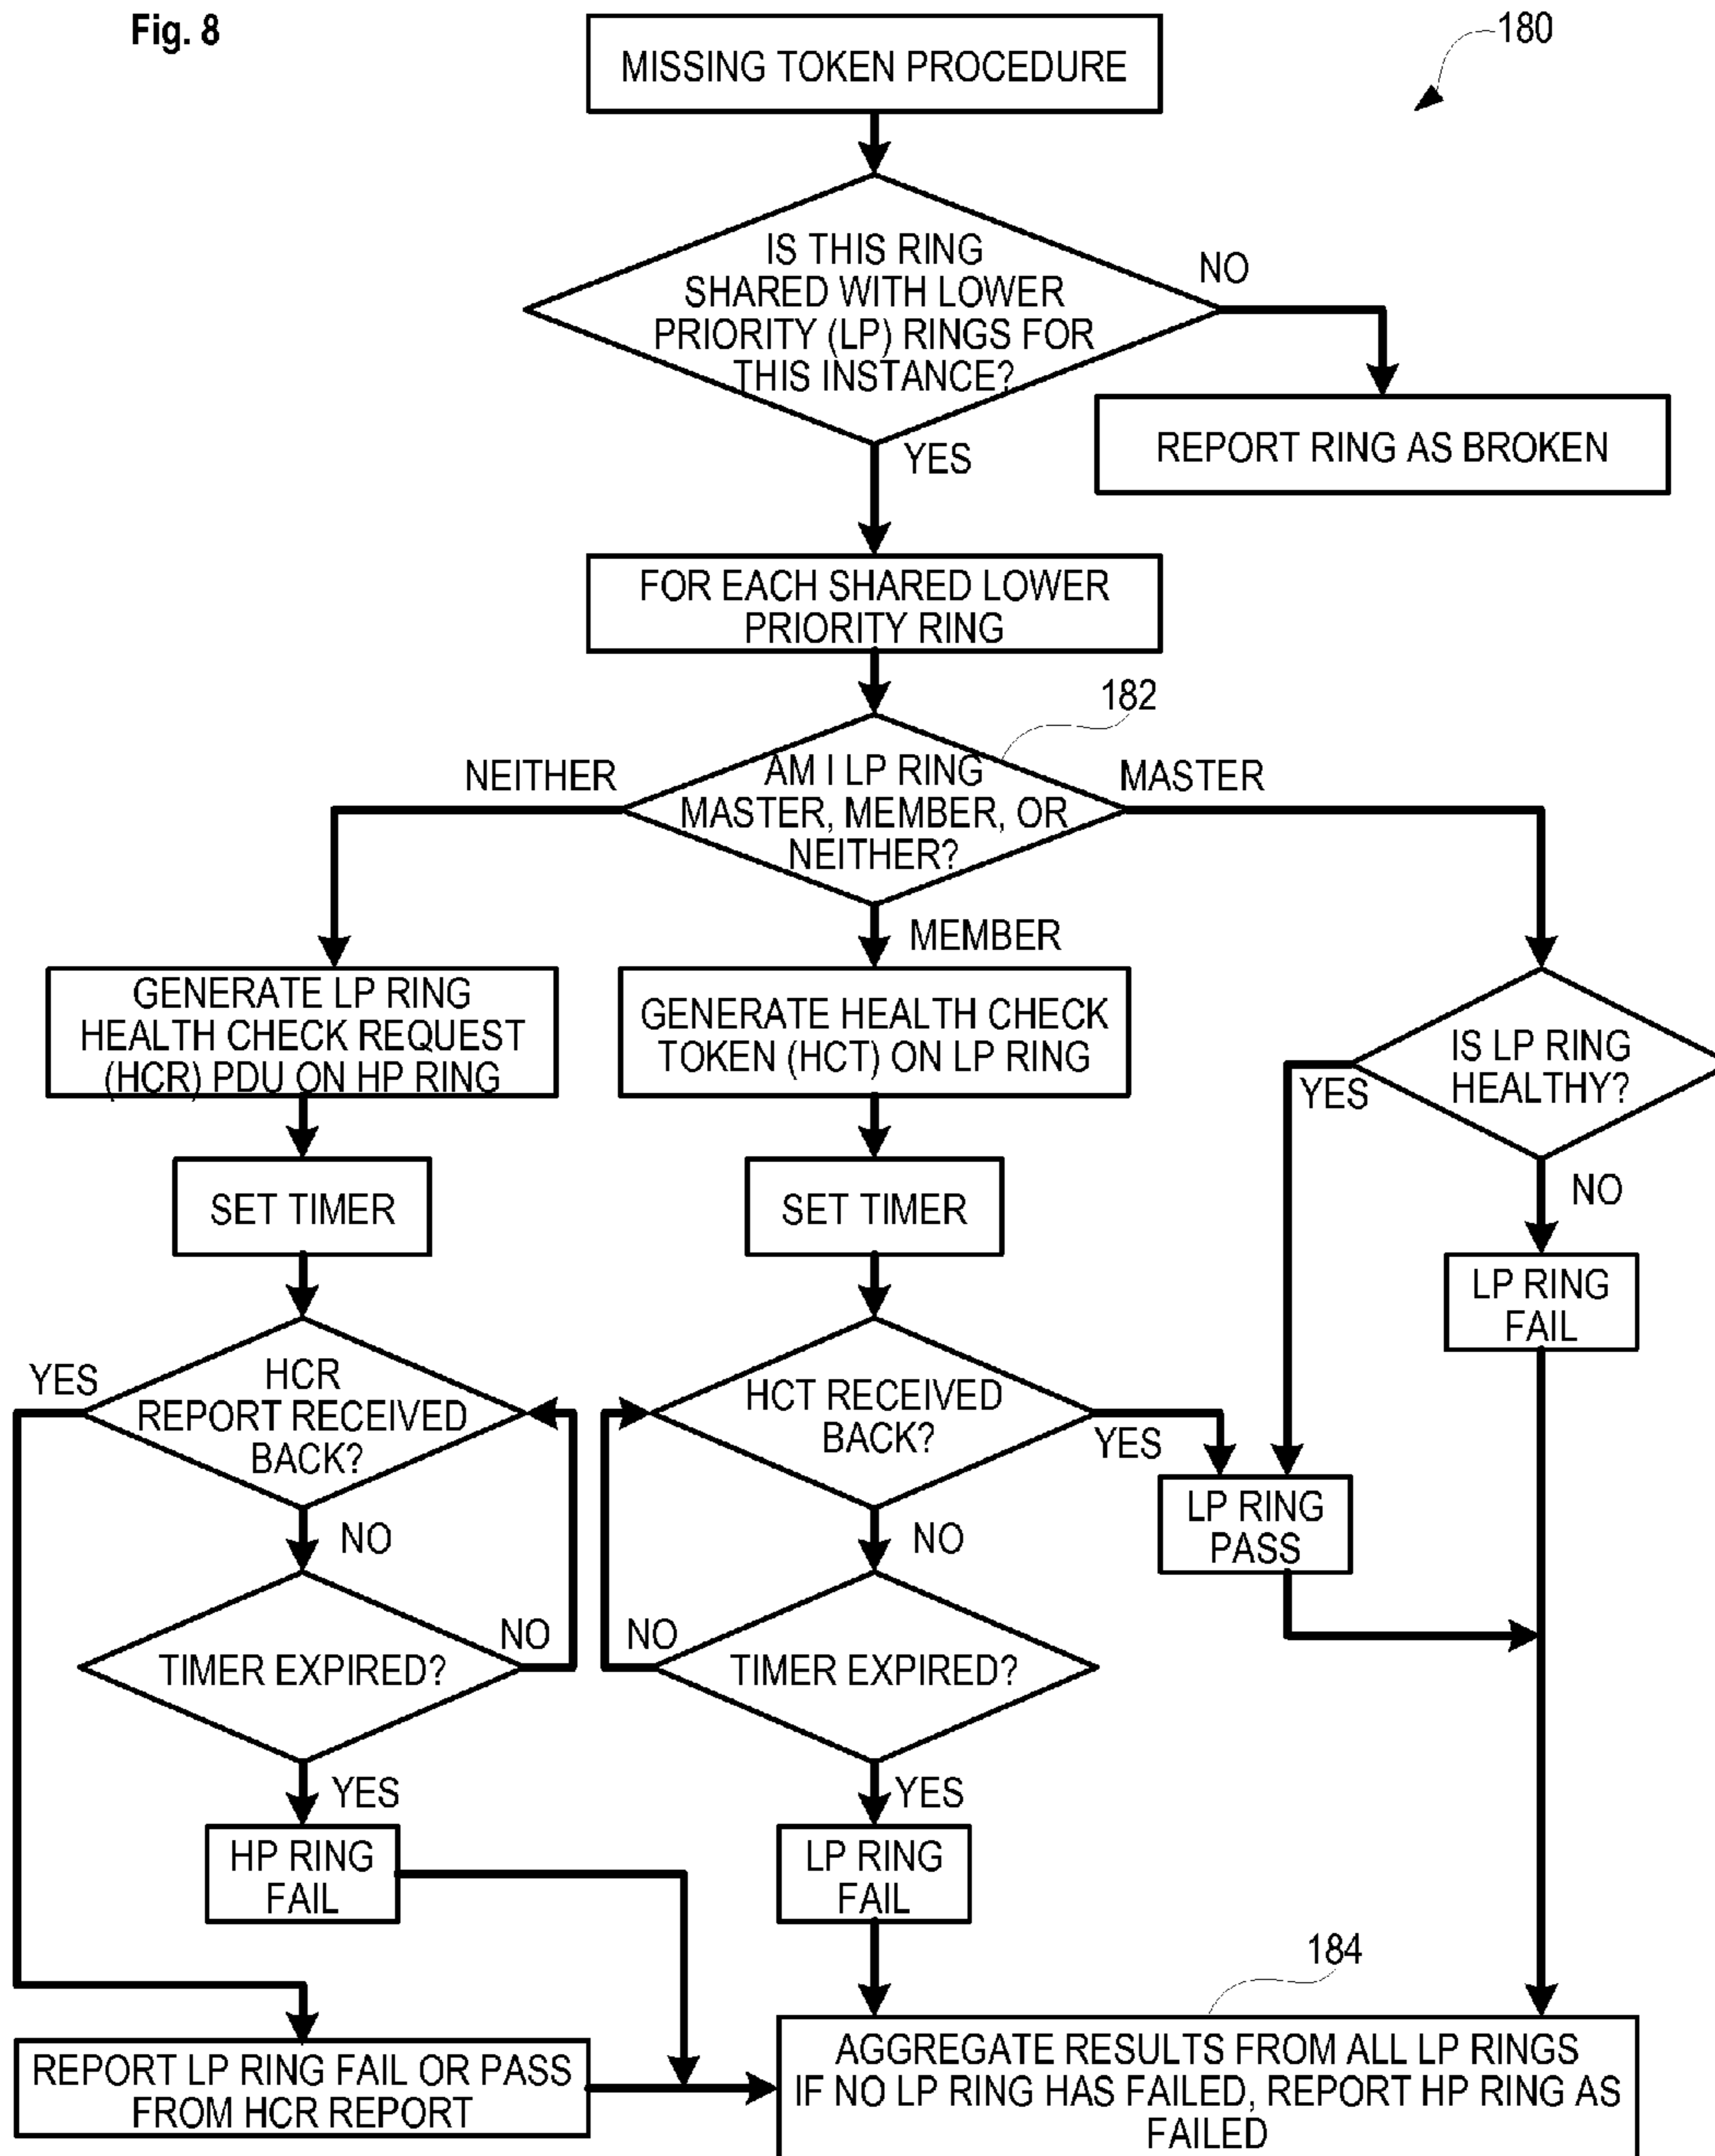 Fig. 8
180
MISSING TOKEN PROCEDURE
IS THIS RING
SHARED WITH LOWER
PRIORITY (LP) RINGS FOR
THIS INSTANCE?
NO
REPORT RING AS BROKEN
YES
FOR EACH SHARED LOWER
PRIORITY RING
182
NEITHER
AM I LP RING
MASTER, MEMBER, OR
NEITHER?
MASTER
MEMBER
GENERATE LP RING
HEALTH CHECK REQUEST
(HCR) PDU ON HP RING
GENERATE HEALTH CHECK
TOKEN (HCT) ON LP RING
IS LP RING
HEALTHY?
YES
NO
SET TIMER
SET TIMER
LP RING
FAIL
YES
HCR
REPORT RECEIVED
BACK?
HCT RECEIVED
BACK?
YES
NO
NO
LP RING
PASS
TIMER EXPIRED?
NO
NO
TIMER EXPIRED?
YES
YES
HP RING
FAIL
LP RING
FAIL
184
REPORT LP RING FAIL OR PASS
FROM HCR REPORT
AGGREGATE RESULTS FROM ALL LP RINGS
IF NO LP RING HAS FAILED, REPORT HP RING AS
FAILED